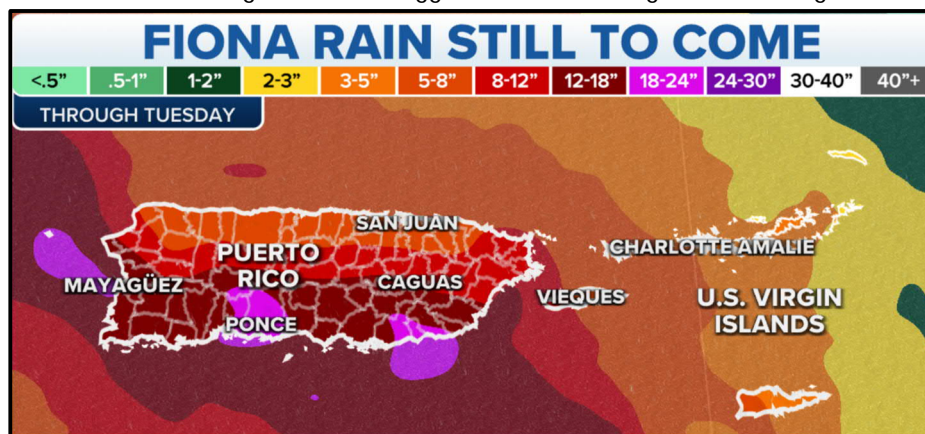 FIONA RAIN STILL TO COME
<.5” .5-1” 1-2” 2-3” 3-5” 5-8” 8-12” 12-18” 18-24” 24-30” 30-40” 40”+
THROUGH TUESDAY
SAN JUAN
PUERTO
RICO
CHARLOTTE AMALIE
MAYAGÜEZ
CAGUAS
VIEQUES
U.S. VIRGIN
ISLANDS
PONCE